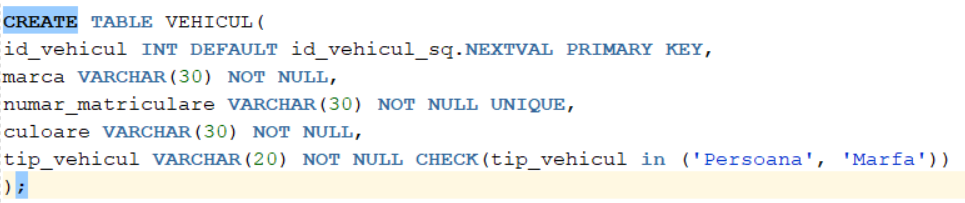 CREATE TABLE VEHICUL(
id_vehicul INT DEFAULT id_vehicul_sq.NEXTVAL PRIMARY KEY,
marca VARCHAR(30) NOT NULL,
numar_matriculare VARCHAR(30) NOT NULL UNIQUE,
culoare VARCHAR(30) NOT NULL,
tip_vehicul VARCHAR(20) NOT NULL CHECK(tip_vehicul in ('Persoana', 'Marfa'))
);